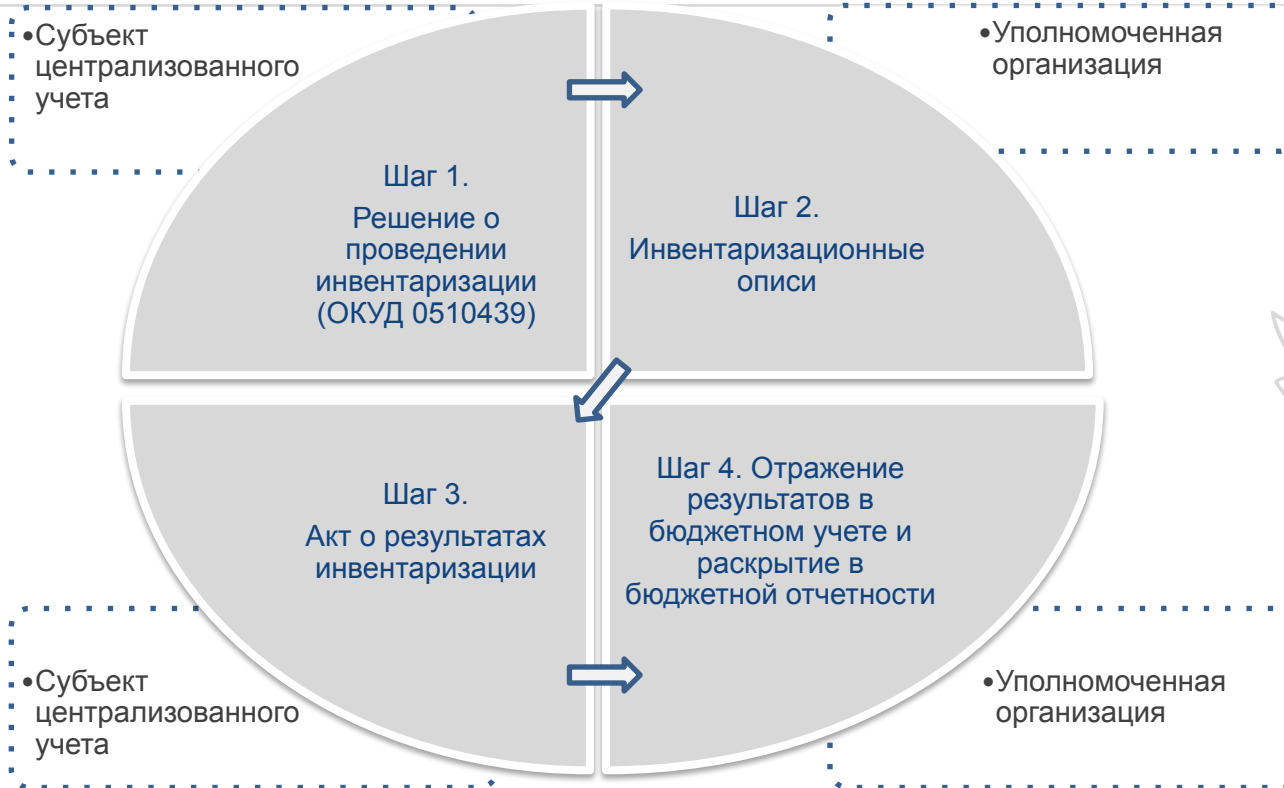 •Субъект
централизованного
учета
•Уполномоченная
организация
Шаг 1.
Решение о
проведении
инвентаризации
(ОКУД 0510439)
Шаг 2.
Инвентаризационные
описи
Шаг 3.
Акт о результатах
инвентаризации
Шаг 4. Отражение
результатов в
бюджетном учете и
раскрытие в
бюджетной отчетности
•Субъект
централизованного
учета
•Уполномоченная
организация